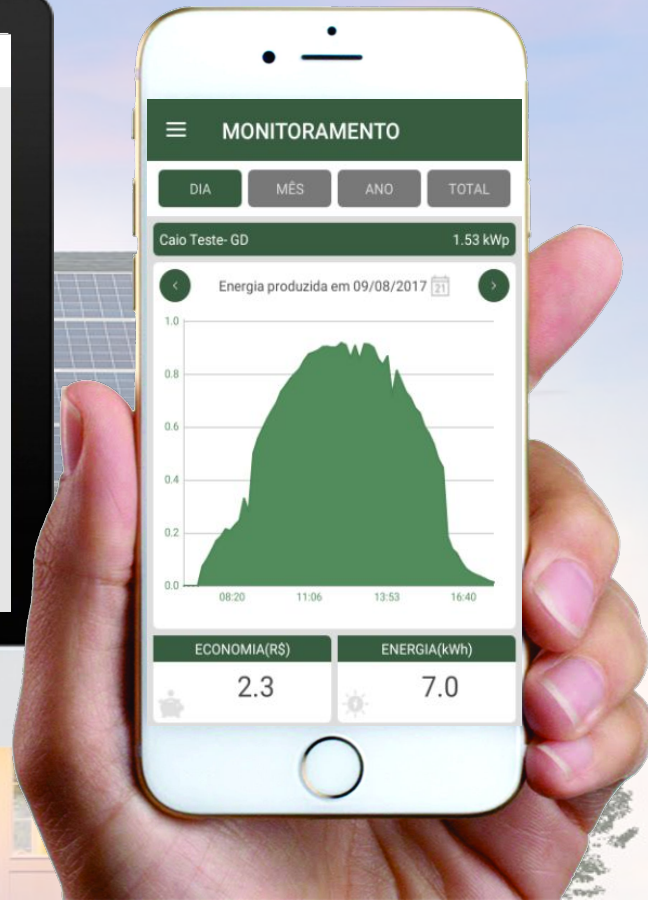 MONITORAMENTO
DIA MÊS ANO TOTAL
Caio Teste- GD 1.53 kWp
Energia produzida em 09/08/2017 21
1.0
0.8
0.6
0.4
0.2
0.0
08:20 11:06 13:53 16:40
ECONOMIA(R$) ENERGIA(kWh)
2.3 7.0